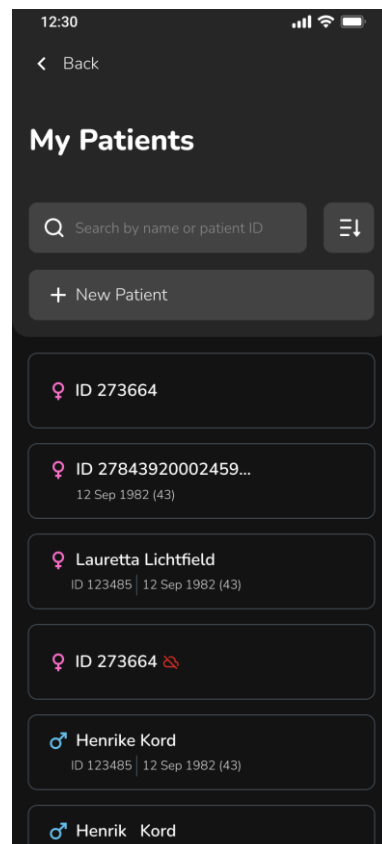 12:30
Back
My Patients
Search by name or patient ID
New Patient
ID 273664
ID 27843920002459...
12 Sep 1982 (43)
Lauretta Lichtfield
ID 123485 | 12 Sep 1982 (43)
ID 273664
Henrike Kord
ID 123485 | 12 Sep 1982 (43)
Henrik Kord